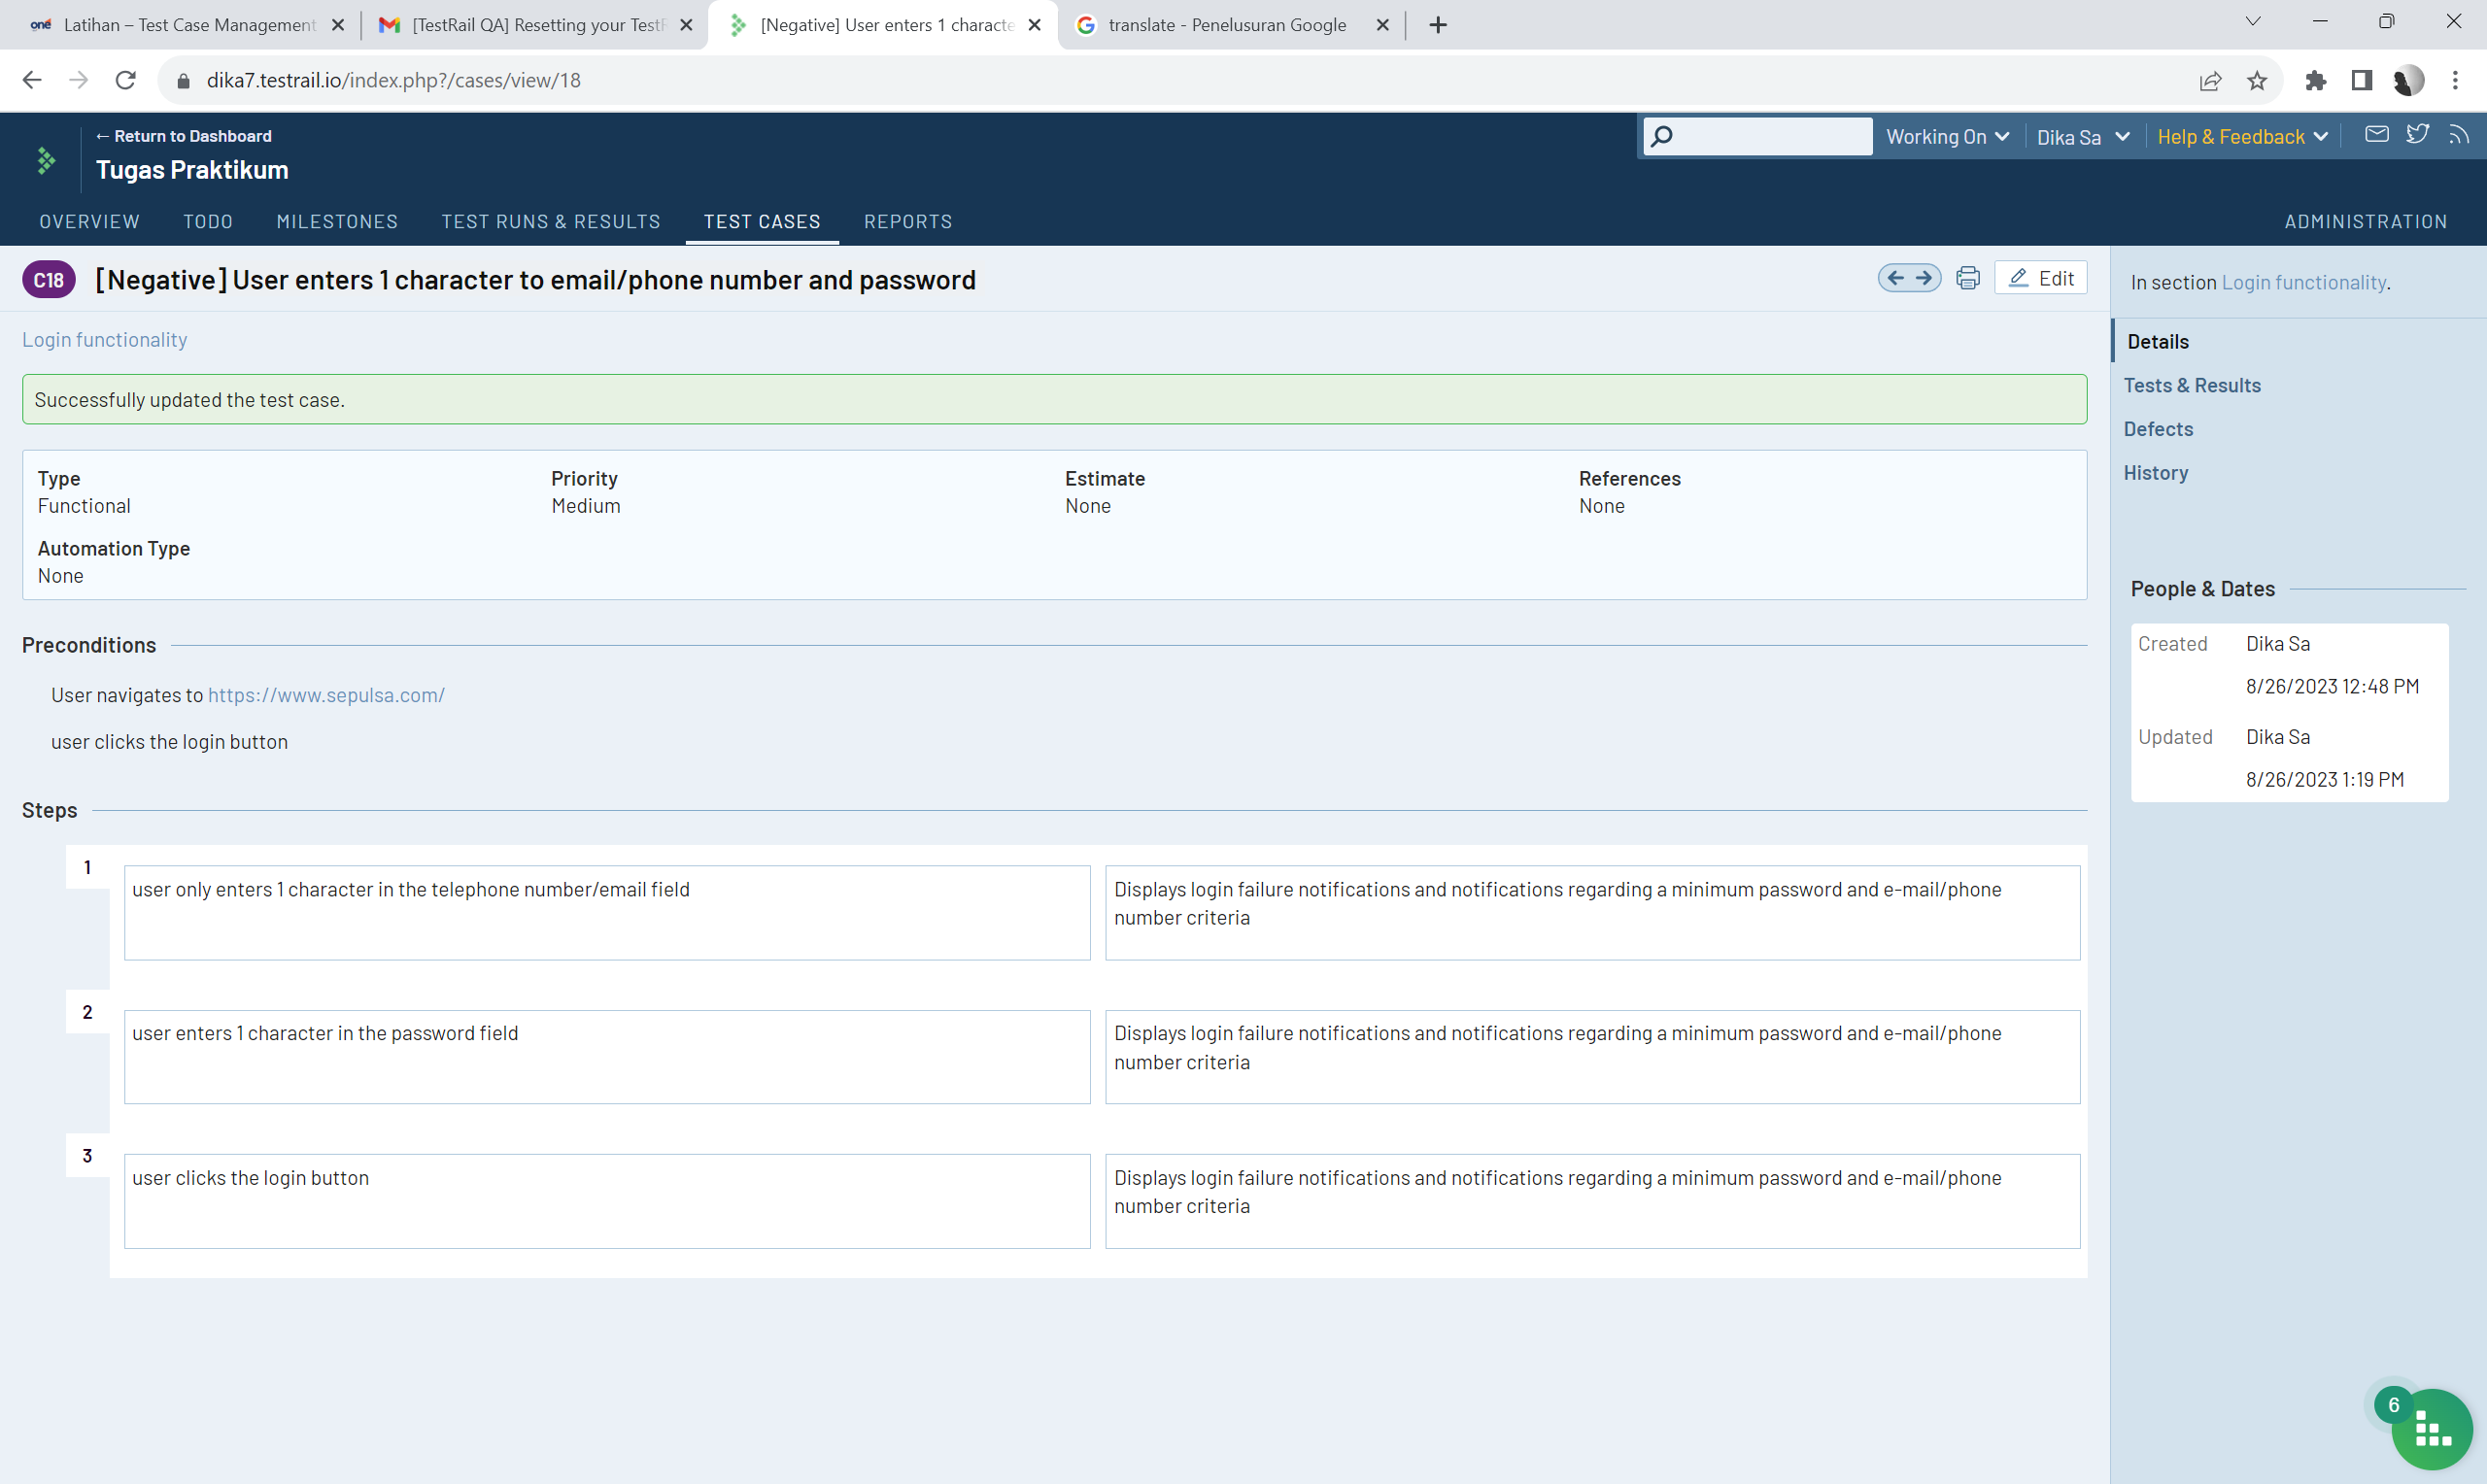 one Latihan – Test Case Management
[TestRail QA] Resetting your TestR
[Negative] User enters 1 characte
translate - Penelusuran Google
dika7.testrail.io/index.php?/cases/view/18
← Return to Dashboard
Tugas Praktikum
Working On
Dika Sa
Help & Feedback
OVERVIEW
TODO
MILESTONES
TEST RUNS & RESULTS
TEST CASES
REPORTS
ADMINISTRATION
C18
[Negative] User enters 1 character to email/phone number and password
Edit
Login functionality
Successfully updated the test case.
Type
Functional
Priority
Medium
Estimate
None
References
None
Automation Type
None
Preconditions
User navigates to https://www.sepulsa.com/
user clicks the login button
Steps
1
user only enters 1 character in the telephone number/email field
Displays login failure notifications and notifications regarding a minimum password and e-mail/phone
number criteria
2
user enters 1 character in the password field
Displays login failure notifications and notifications regarding a minimum password and e-mail/phone
number criteria
3
user clicks the login button
Displays login failure notifications and notifications regarding a minimum password and e-mail/phone
number criteria
In section Login functionality.
Details
Tests & Results
Defects
History
People & Dates
Created
Dika Sa
8/26/2023 12:48 PM
Updated
Dika Sa
8/26/2023 1:19 PM
6